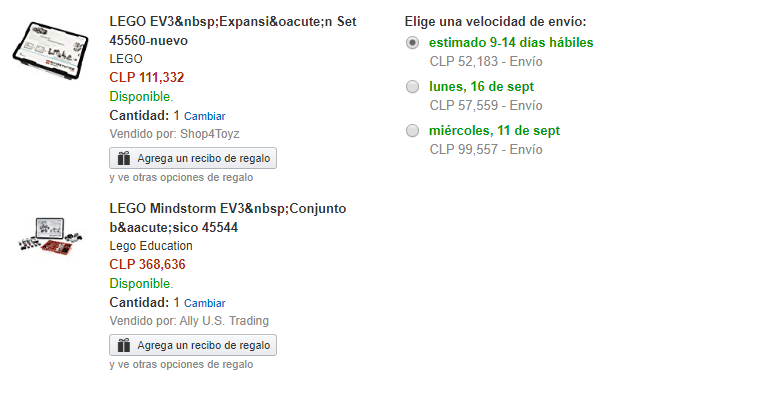 LEGO EV3&nbsp;Expansi&oacute;n Set
45560-nuevo
LEGO
CLP 111,332
Disponible.
Cantidad: 1 Cambiar
Vendido por: Shop4Toyz
Agrega un recibo de regalo
y ve otras opciones de regalo
LEGO Mindstorm EV3&nbsp;Conjunto
b&aacute;sico 45544
Lego Education
CLP 368,636
Disponible.
Cantidad: 1 Cambiar
Vendido por: Ally U.S. Trading
Agrega un recibo de regalo
y ve otras opciones de regalo
Elige una velocidad de envío:
estimado 9-14 días hábiles
CLP 52,183 - Envío
lunes, 16 de sept
CLP 57,559 - Envío
miércoles, 11 de sept
CLP 99,557 - Envío